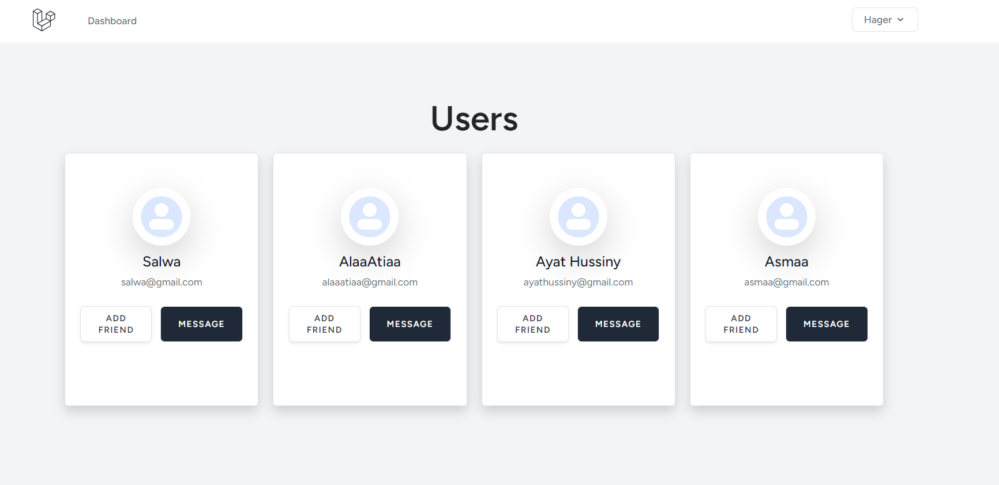 Dashboard
Hager
Users
Salwa
salwa@gmail.com
ADD
FRIEND
MESSAGE
AlaaAtiaa
alaaatiaa@gmail.com
ADD
FRIEND
MESSAGE
Ayat Hussiny
ayathussiny@gmail.com
ADD
FRIEND
MESSAGE
Asmaa
asmaa@gmail.com
ADD
FRIEND
MESSAGE